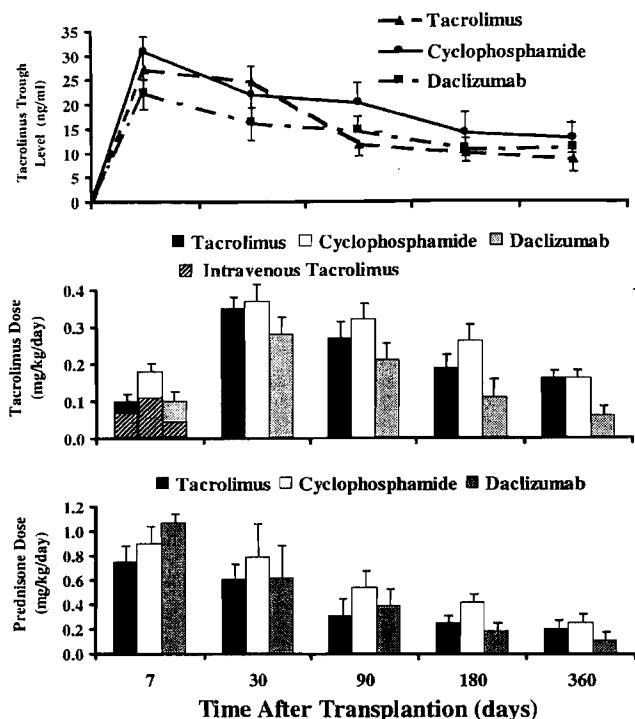 Tacrolimus
Cyclophosphamide
Daclizumab
Tacrolimus Trough
Level (ng/ml)
35
30
25
20
15
10
5
0
Tacrolimus Cyclophosphamide Daclizumab
Intravenous Tacrolimus
Tacrolimus Dose
(mg/kg/day)
0.4
0.3
0.2
0.1
0.0
Tacrolimus Cyclophosphamide Daclizumab
Prednisone Dose
(mg/kg/day)
1.2
1.0
0.8
0.6
0.4
0.2
0.0
7 30 90 180 360
Time After Transplantion (days)